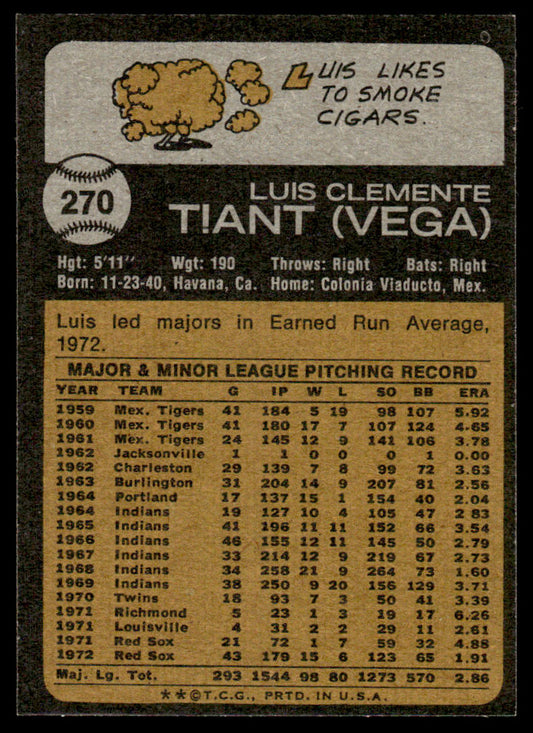 LUIS LIKES
TO SMOKE
CIGARS.
270
LUIS CLEMENTE
TIANT (VEGA)
Hgt: 5'11" Wgt: 190 Throws: Right Bats: Right
Born: 11-23-40, Havana, Ca. Home: Colonia Viaducto, Mex.
Luis led majors in Earned Run Average,
1972.
MAJOR & MINOR LEAGUE PITCHING RECORD
YEAR TEAM G IP W L SO BB ERA
1959 Mex. Tigers 41 184 5 19 98 107 5.92
1960 Mex. Tigers 41 180 17 7 107 124 4.65
1961 Mex. Tigers 24 145 12 9 141 106 3.78
1962 Jacksonville 1 1 0 0 0 1 0.00
1962 Charleston 29 139 7 8 99 72 3.63
1963 Burlington 31 204 14 9 207 81 2.56
1964 Portland 17 137 15 1 154 40 2.04
1964 Indians 19 127 10 4 105 47 2.83
1965 Indians 41 196 11 11 152 66 3.54
1966 Indians 46 155 12 11 145 50 2.79
1967 Indians 33 214 12 9 219 67 2.73
1968 Indians 34 258 21 9 264 73 1.60
1969 Indians 38 250 9 20 156 129 3.71
1970 Twins 18 93 7 3 50 41 3.39
1971 Richmond 5 23 1 3 19 17 6.26
1971 Louisville 4 31 2 2 29 11 2.61
1971 Red Sox 21 72 1 7 59 32 4.88
1972 Red Sox 43 179 15 6 123 65 1.91
Maj. Lg. Tot. 293 1544 98 80 1273 570 2.86
**©T.C.G., PRTD. IN U.S.A.